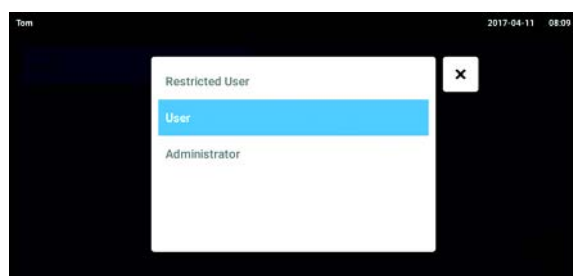 Tom 2017-04-11 08:09
Restricted User
User
Administrator